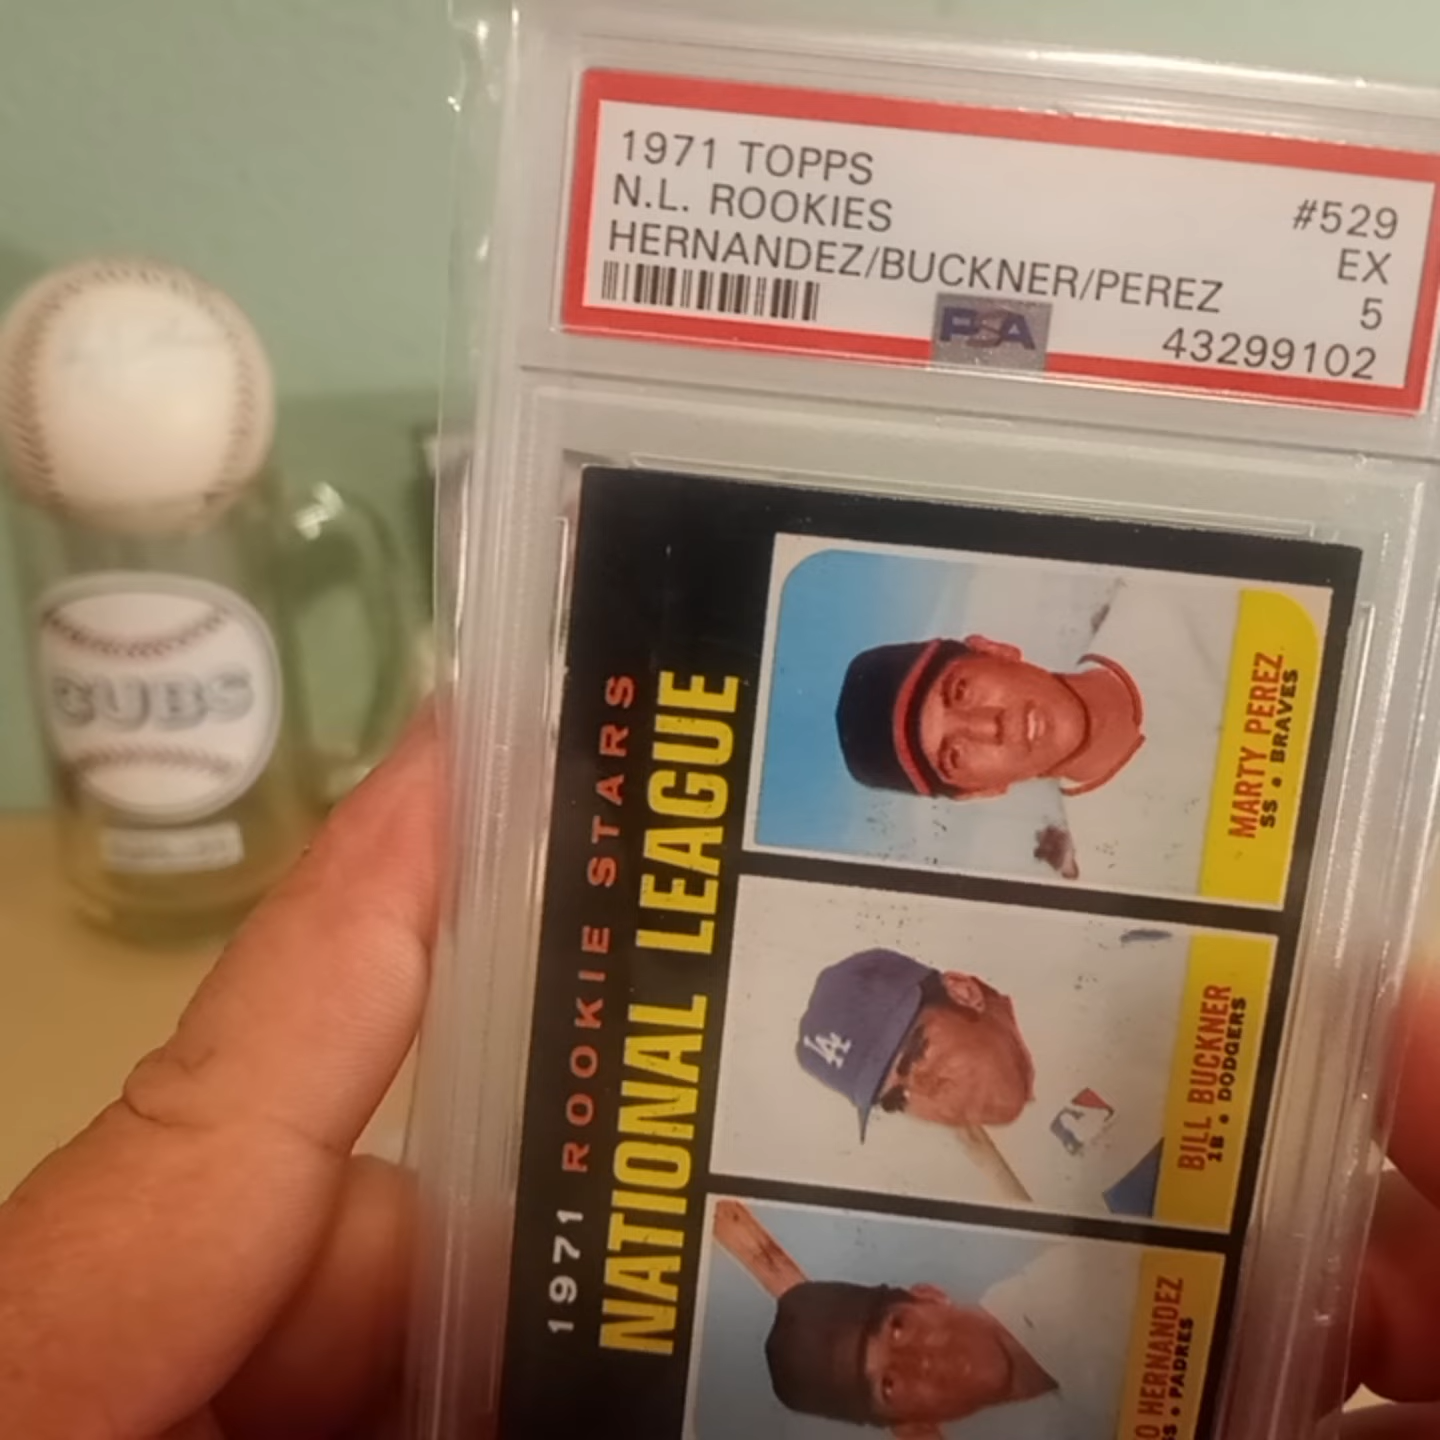 1971 TOPPS
N.L. ROOKIES
HERNANDEZ/BUCKNER/PEREZ
#529
EX
5
43299102
PSA
1971 ROOKIE STARS
NATIONAL LEAGUE
MARTY PEREZ
SS • BRAVES
LA
BILL BUCKNER
1B • DODGERS
O HERNANDEZ
SS • PADRES
CUBS